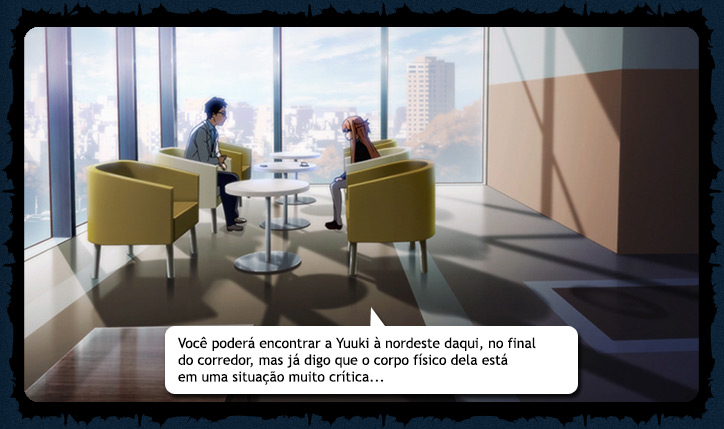 Você poderá encontrar a Yuuki à nordeste daqui, no final
do corredor, mas já digo que o corpo físico dela está
em uma situação muito crítica...